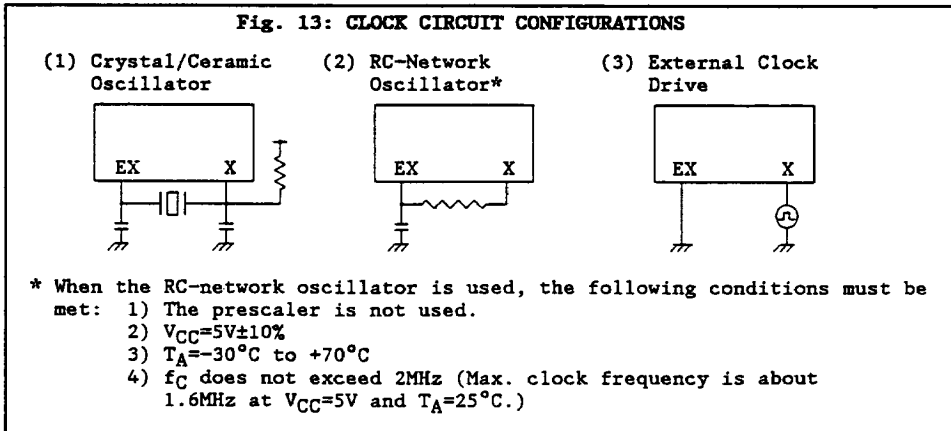 Fig. 13: CLOCK CIRCUIT CONFIGURATIONS
(1) Crystal/Ceramic Oscillator
(2) RC-Network Oscillator*
(3) External Clock Drive
EX X
EX X
EX X
* When the RC-network oscillator is used, the following conditions must be
met: 1) The prescaler is not used.
2) VCC=5V±10%
3) TA=-30°C to +70°C
4) fC does not exceed 2MHz (Max. clock frequency is about
1.6MHz at VCC=5V and TA=25°C.)